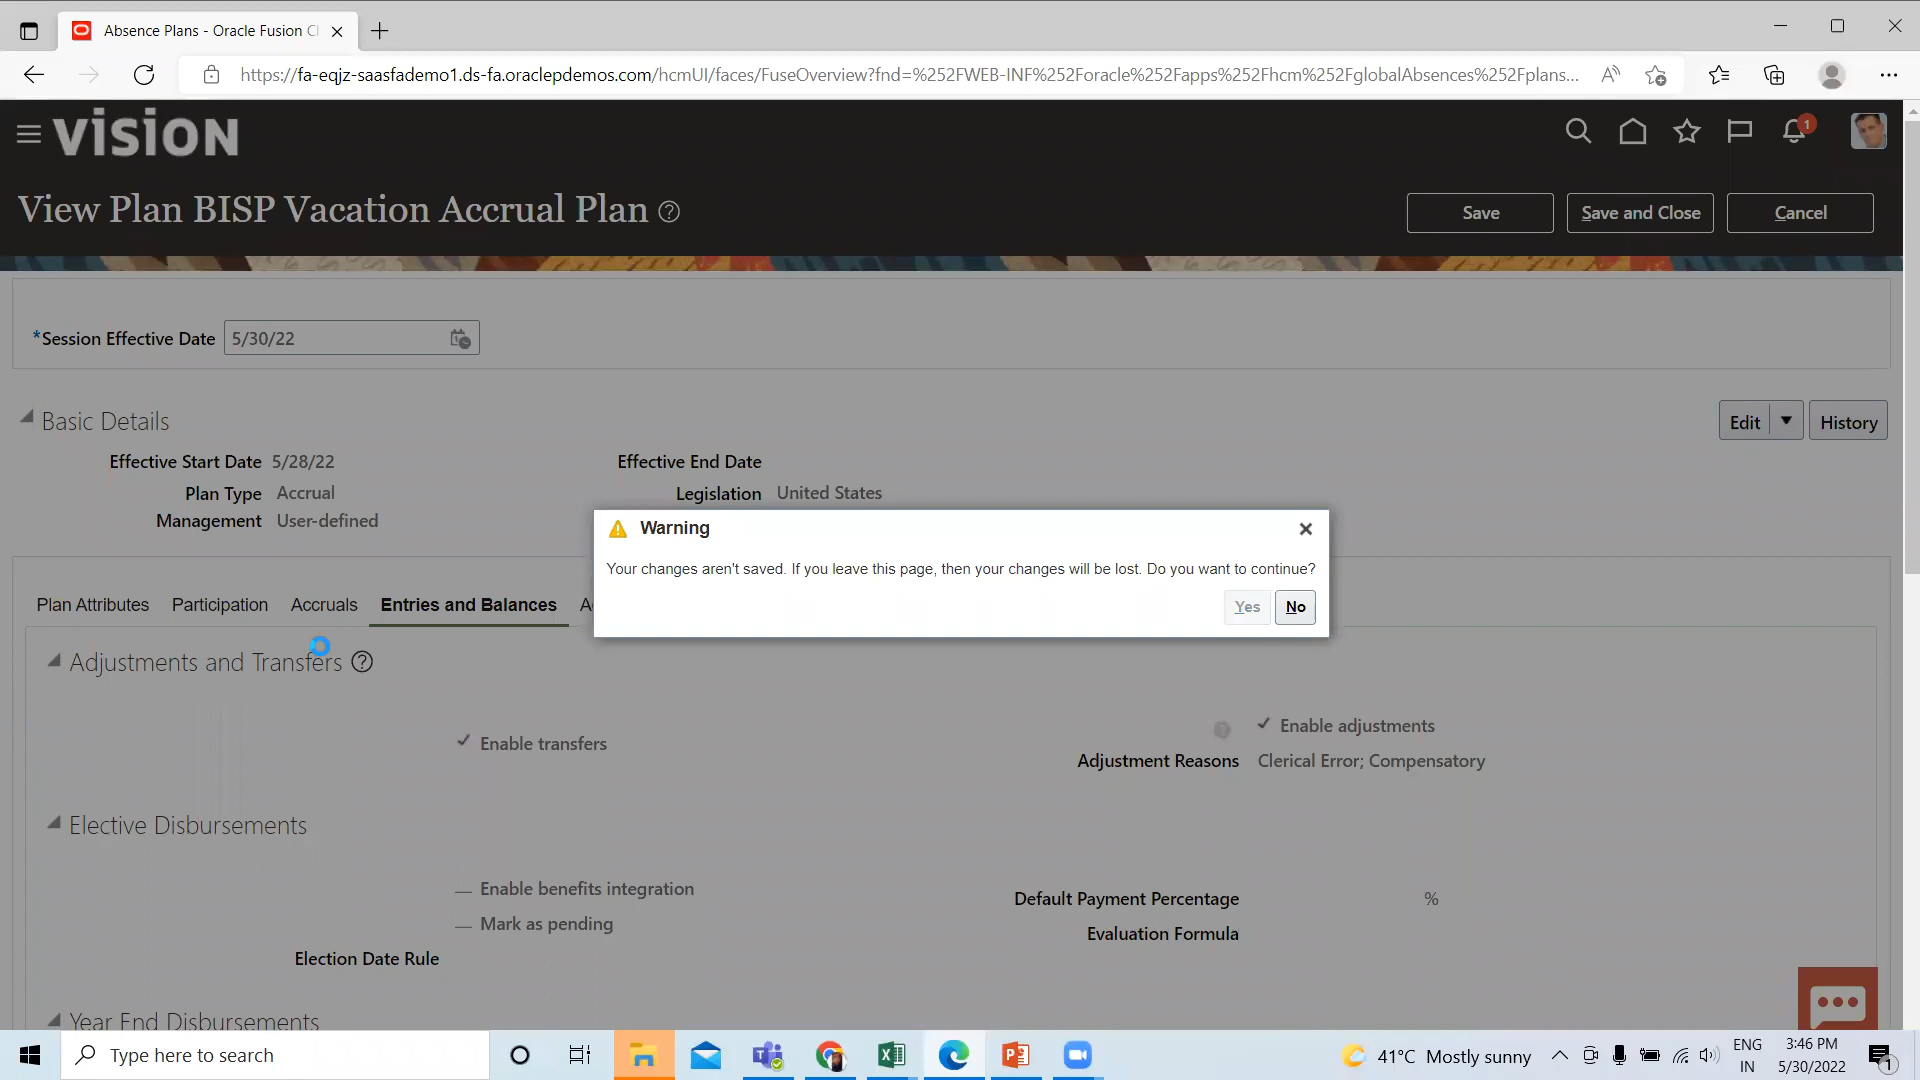 Absence Plans - Oracle Fusion Cl
https://fa-eqjz-saasfademo1.ds-fa.oraclepdemos.com/hcmUI/faces/FuseOverview?fnd=%252FWEB-INF%252Foracle%252Fapps%252Fhcm%252FglobalAbsences%252Fplans...
VISION
1
View Plan BISP Vacation Accrual Plan
Save
Save and Close
Cancel
*Session Effective Date 5/30/22
Basic Details
Edit
History
Effective Start Date 5/28/22
Effective End Date
Plan Type Accrual
Legislation United States
Management User-defined
Warning
Your changes aren't saved. If you leave this page, then your changes will be lost. Do you want to continue?
Yes
No
Plan Attributes Participation Accruals Entries and Balances
Adjustments and Transfers
Enable transfers
Enable adjustments
Adjustment Reasons Clerical Error; Compensatory
Elective Disbursements
Enable benefits integration
Default Payment Percentage %
Mark as pending
Evaluation Formula
Election Date Rule
Year End Disbursements
Type here to search
41°C Mostly sunny
ENG
IN
3:46 PM
5/30/2022
1